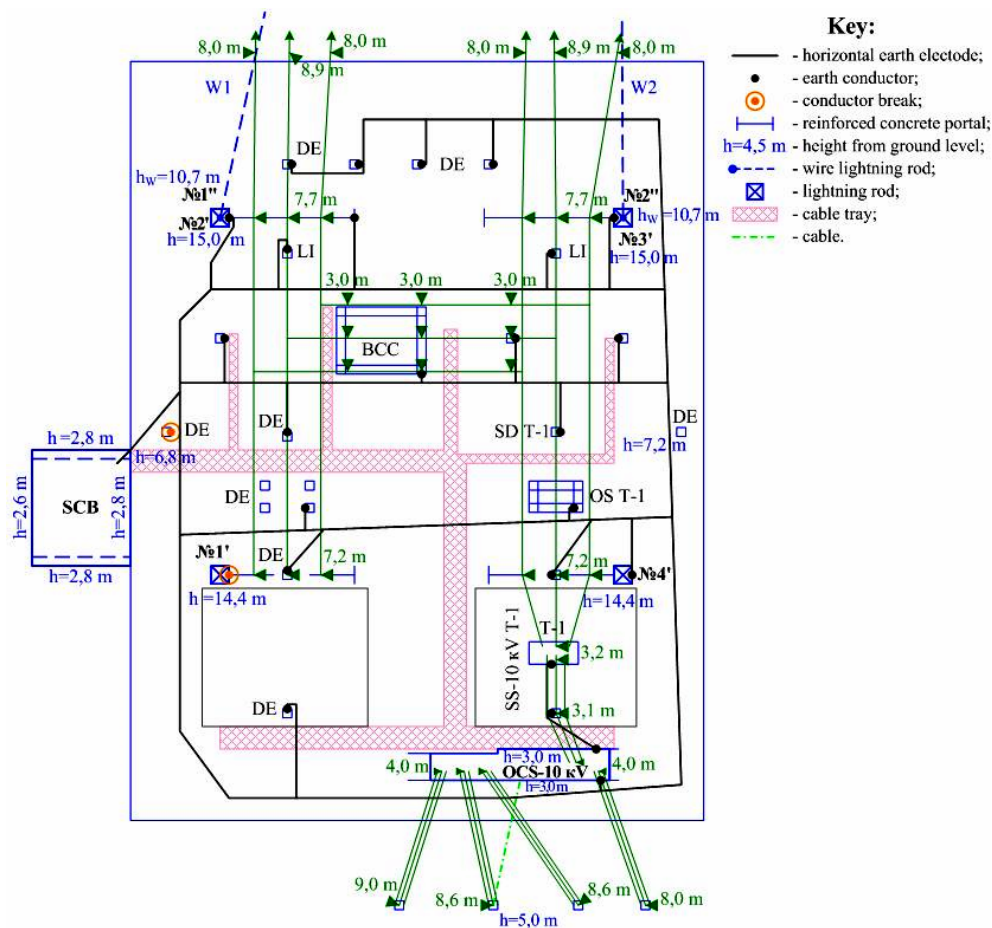 8,0 m
8,0 m
8,9 m
8,0 m
8,9 m
8,0 m
W1
W2
DE
DE
h_W=10,7 m
№1"
№2'
h=15,0 m
7,7 m
7,7 m
№2"
h_W=10,7 m
№3'
h=15,0 m
LI
LI
3,0 m
3,0 m
3,0 m
BCC
DE
DE
SD T-1
DE
h=7,2 m
h=6,8 m
h=2,8 m
h=2,6 m
SCB
h=2,8 m
h=2,8 m
DE
OS T-1
№1'
DE
7,2 m
7,2 m
№4'
h=14,4 m
h=14,4 m
SS-10 кV T-1
T-1
3,2 m
DE
3,1 m
h=3,0 m
4,0 m
OCS-10 кV
4,0 m
h=3,0 m
9,0 m
8,6 m
h=5,0 m
8,6 m
8,0 m
Key:
- horizontal earth electode;
- earth conductor;
- conductor break;
- reinforced concrete portal;
h=4,5 m - height from ground level;
- wire lightning rod;
- lightning rod;
- cable tray;
- cable.